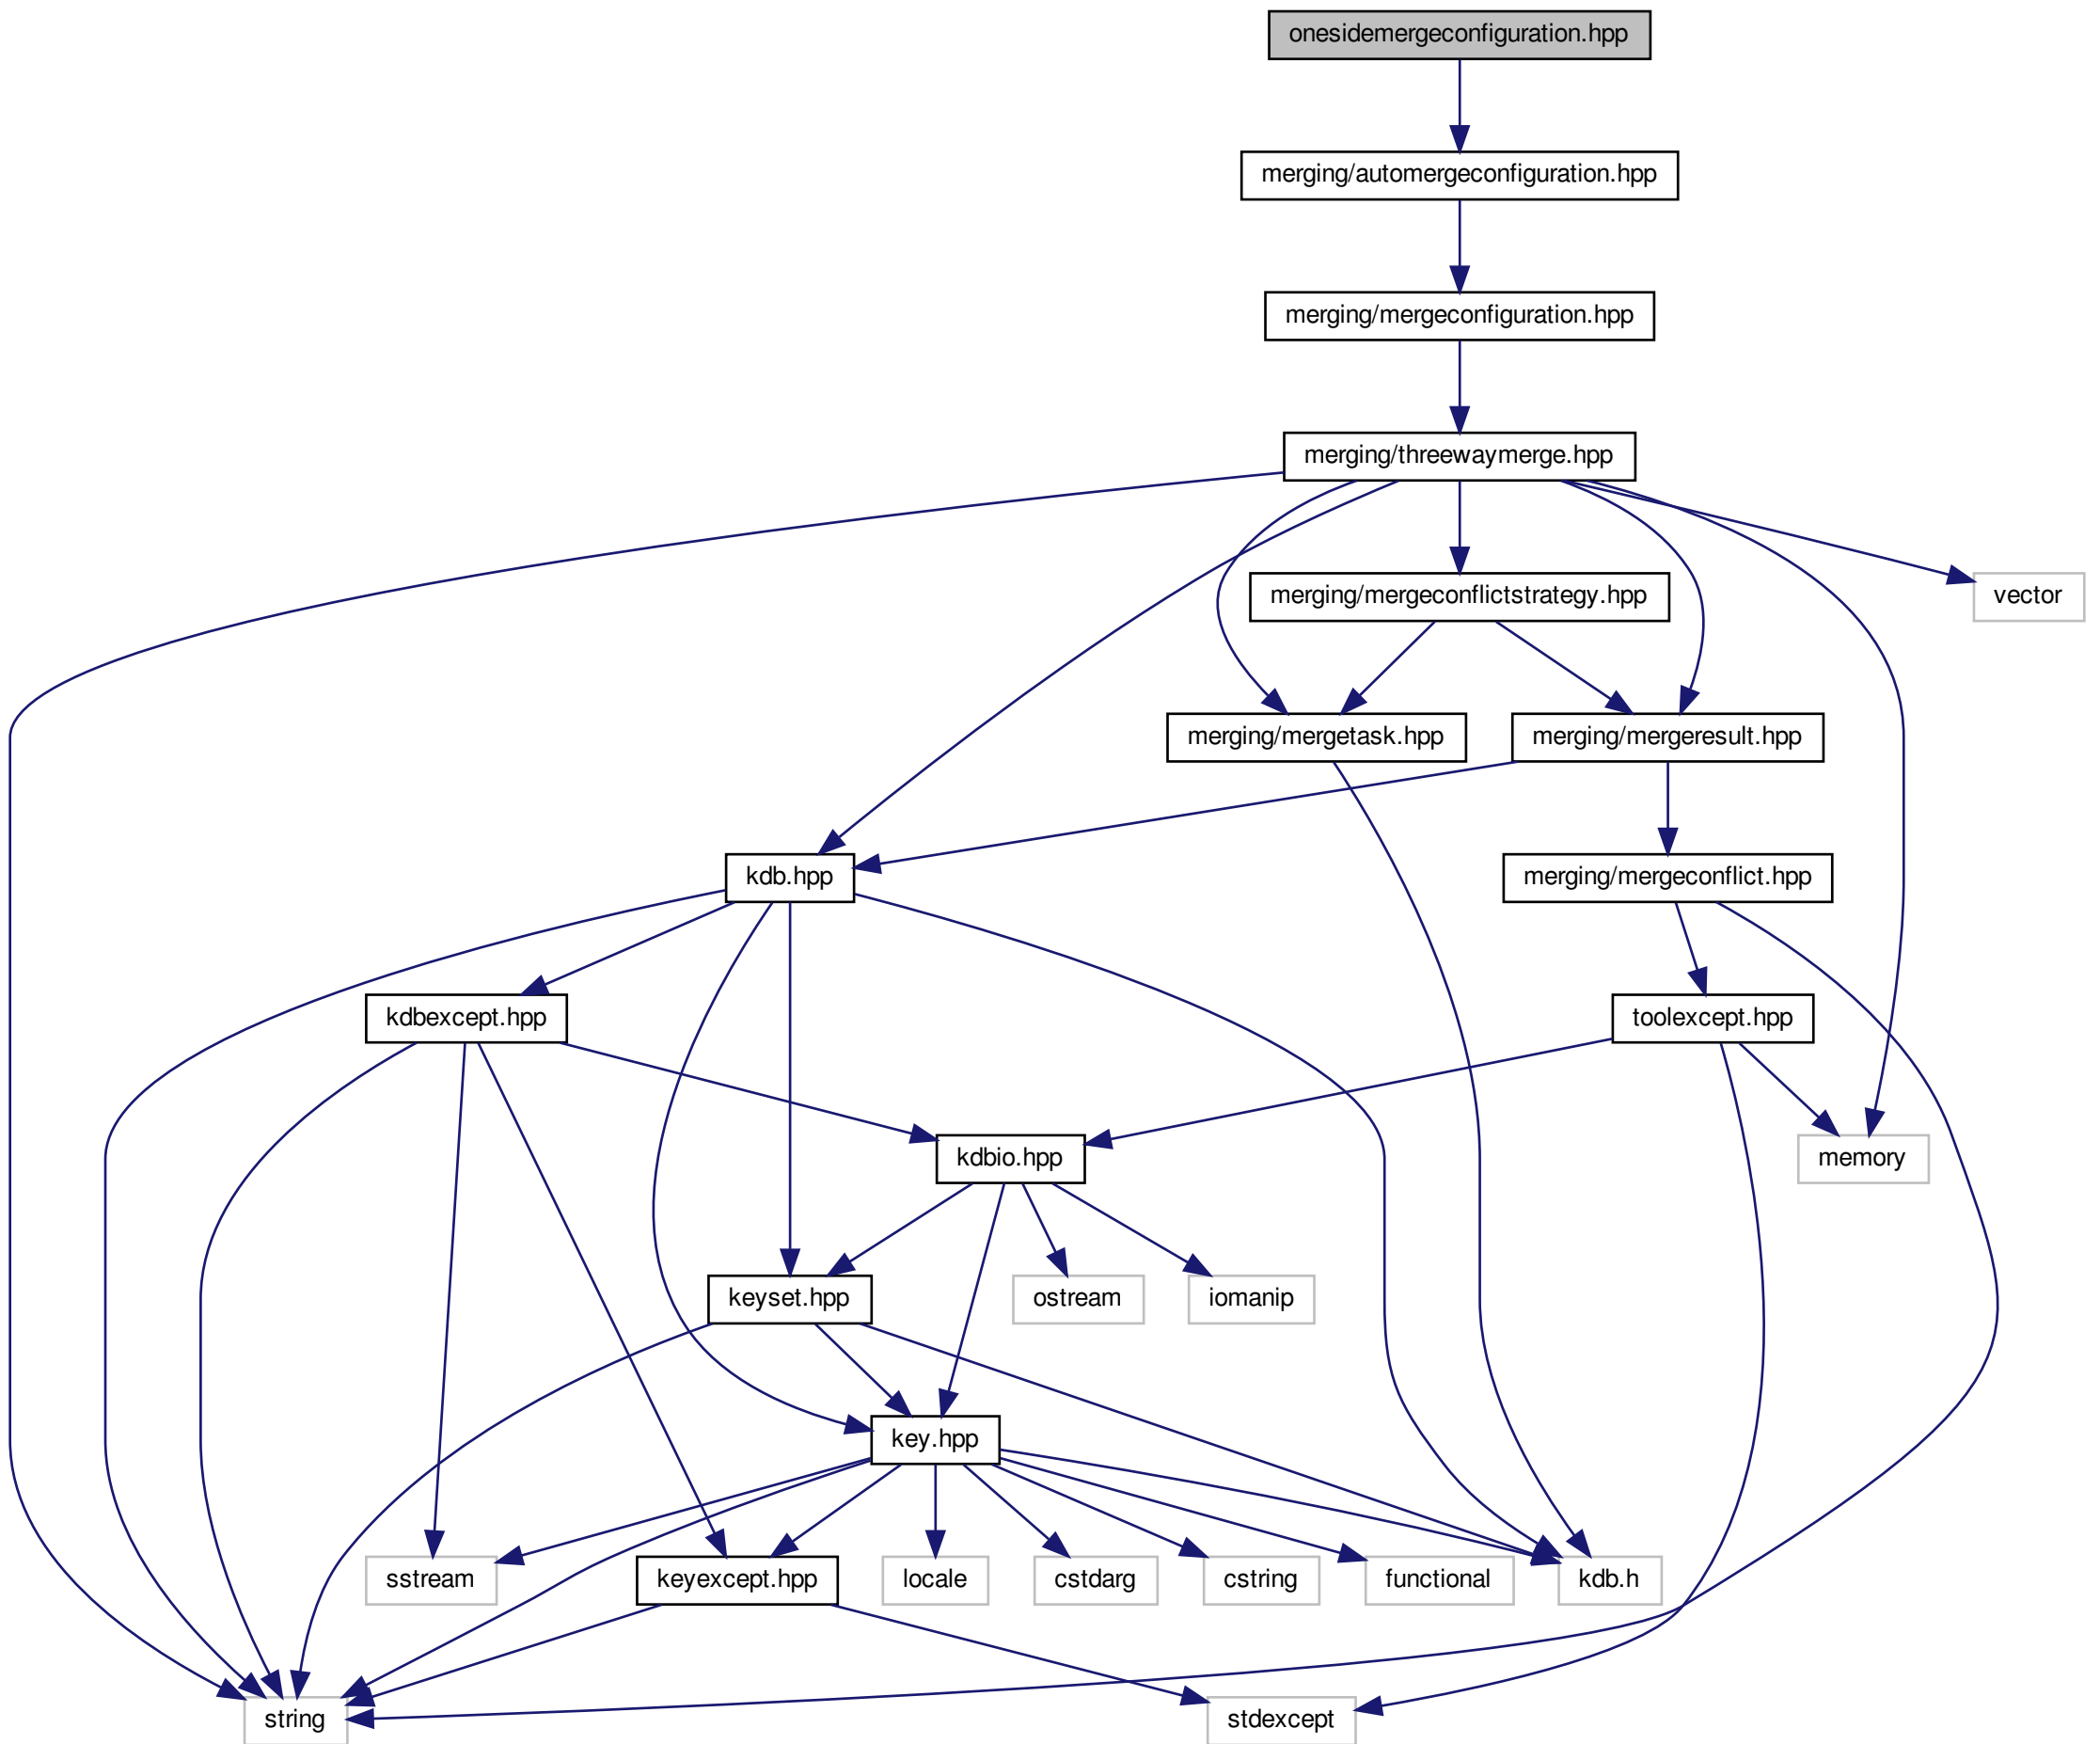 onesidemergeconfiguration.hpp
merging/automergeconfiguration.hpp
merging/mergeconfiguration.hpp
merging/threewaymerge.hpp
merging/mergeconflictstrategy.hpp
vector
merging/mergetask.hpp
merging/mergeresult.hpp
kdb.hpp
merging/mergeconflict.hpp
kdbexcept.hpp
toolexcept.hpp
kdbio.hpp
memory
keyset.hpp
ostream
iomanip
key.hpp
sstream
keyexcept.hpp
locale
cstdarg
cstring
functional
kdb.h
string
stdexcept